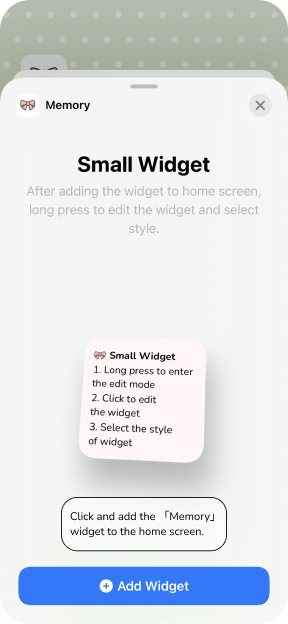 Memory
Small Widget
After adding the widget to home screen,
long press to edit the widget and select
style.
Small Widget
1. Long press to enter
the edit mode
2. Click to edit
the widget
3. Select the style
of widget
Click and add the 「Memory」
widget to the home screen.
Add Widget